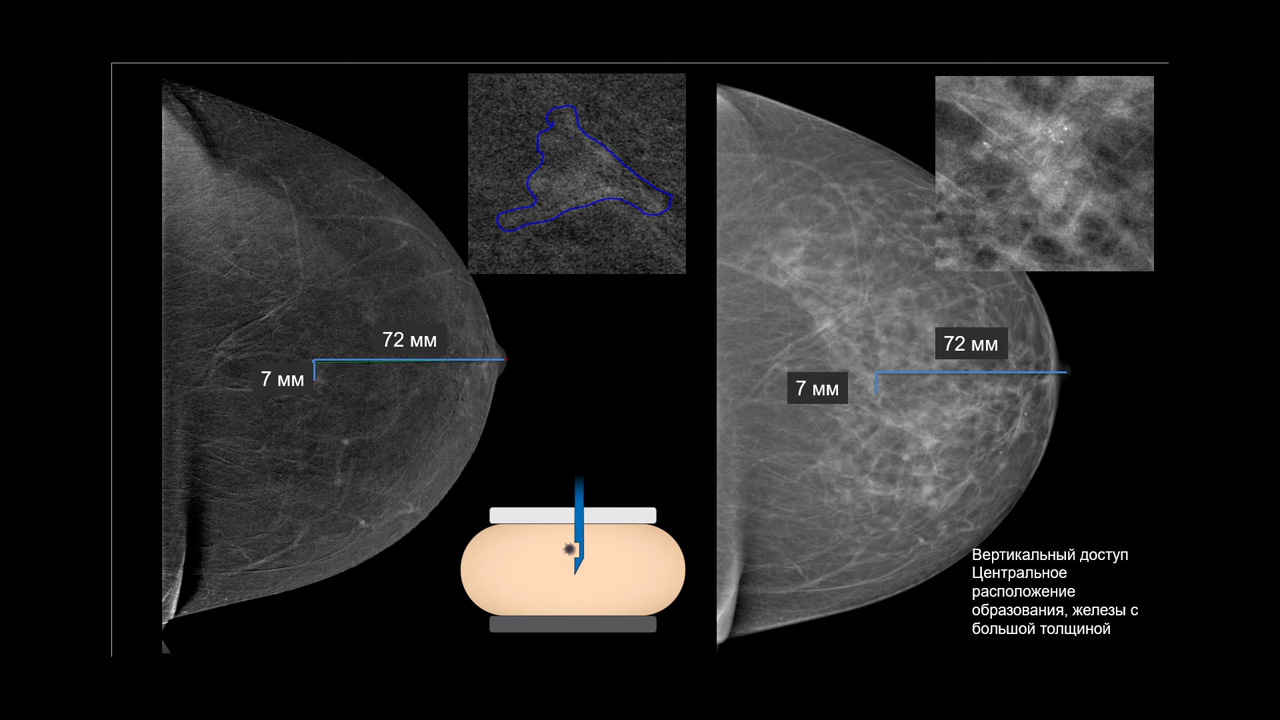 72 мм
7 мм
72 мм
7 мм
Вертикальный доступ
Центральное
расположение
образования, железы с
большой толщиной